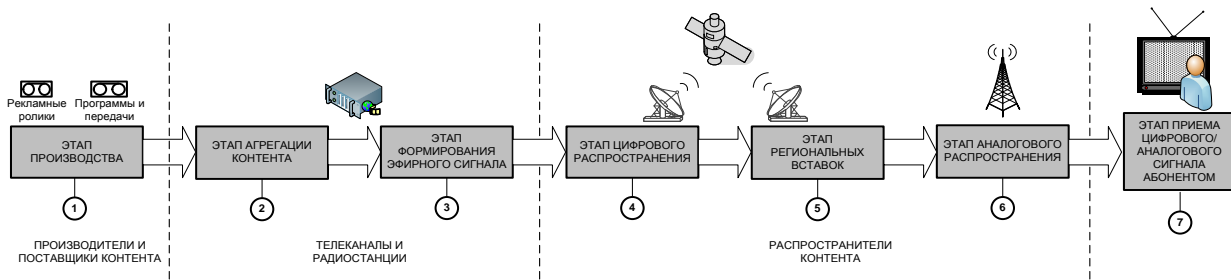 Рекламные
ролики
Программы и
передачи
ЭТАП
ПРОИЗВОДСТВА
ЭТАП АГРЕГАЦИИ
КОНТЕНТА
ЭТАП
ФОРМИРОВАНИЯ
ЭФИРНОГО СИГНАЛА
ЭТАП ЦИФРОВОГО
РАСПРОСТРАНЕНИЯ
ЭТАП
РЕГИОНАЛЬНЫХ
ВСТАВОК
ЭТАП АНАЛОГОВОГО
РАСПРОСТРАНЕНИЯ
ЭТАП ПРИЕМА
ЦИФРОВОГО/
АНАЛОГОВОГО
СИГНАЛА
АБОНЕНТОМ
1
2
3
4
5
6
7
ПРОИЗВОДИТЕЛИ И
ПОСТАВЩИКИ КОНТЕНТА
ТЕЛЕКАНАЛЫ И
РАДИОСТАНЦИИ
РАСПРОСТРАНИТЕЛИ
КОНТЕНТА